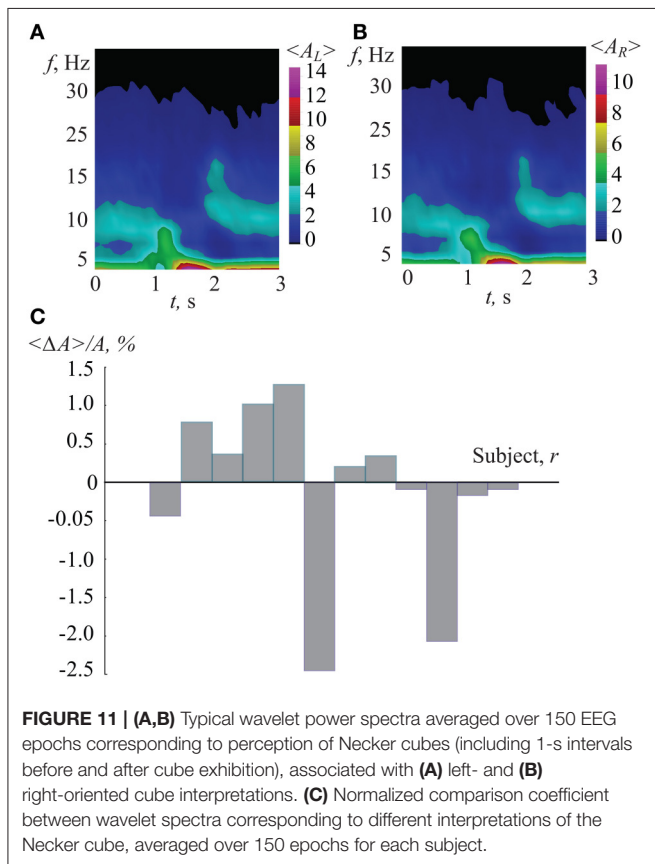 A
B
<A_L>
<A_R>
f, Hz
14
12
10
8
6
4
2
0
30
25
20
15
10
5
0 1 2 3
t, s
f, Hz
10
8
6
4
2
0
30
25
20
15
10
5
0 1 2 3
t, s
C
<ΔA>/A, %
1.5
1.0
0.5
0
-0.05
-1.0
-2.0
-2.5
Subject, r
FIGURE 11 | (A,B) Typical wavelet power spectra averaged over 150 EEG
epochs corresponding to perception of Necker cubes (including 1-s intervals
before and after cube exhibition), associated with (A) left- and (B)
right-oriented cube interpretations. (C) Normalized comparison coefficient
between wavelet spectra corresponding to different interpretations of the
Necker cube, averaged over 150 epochs for each subject.